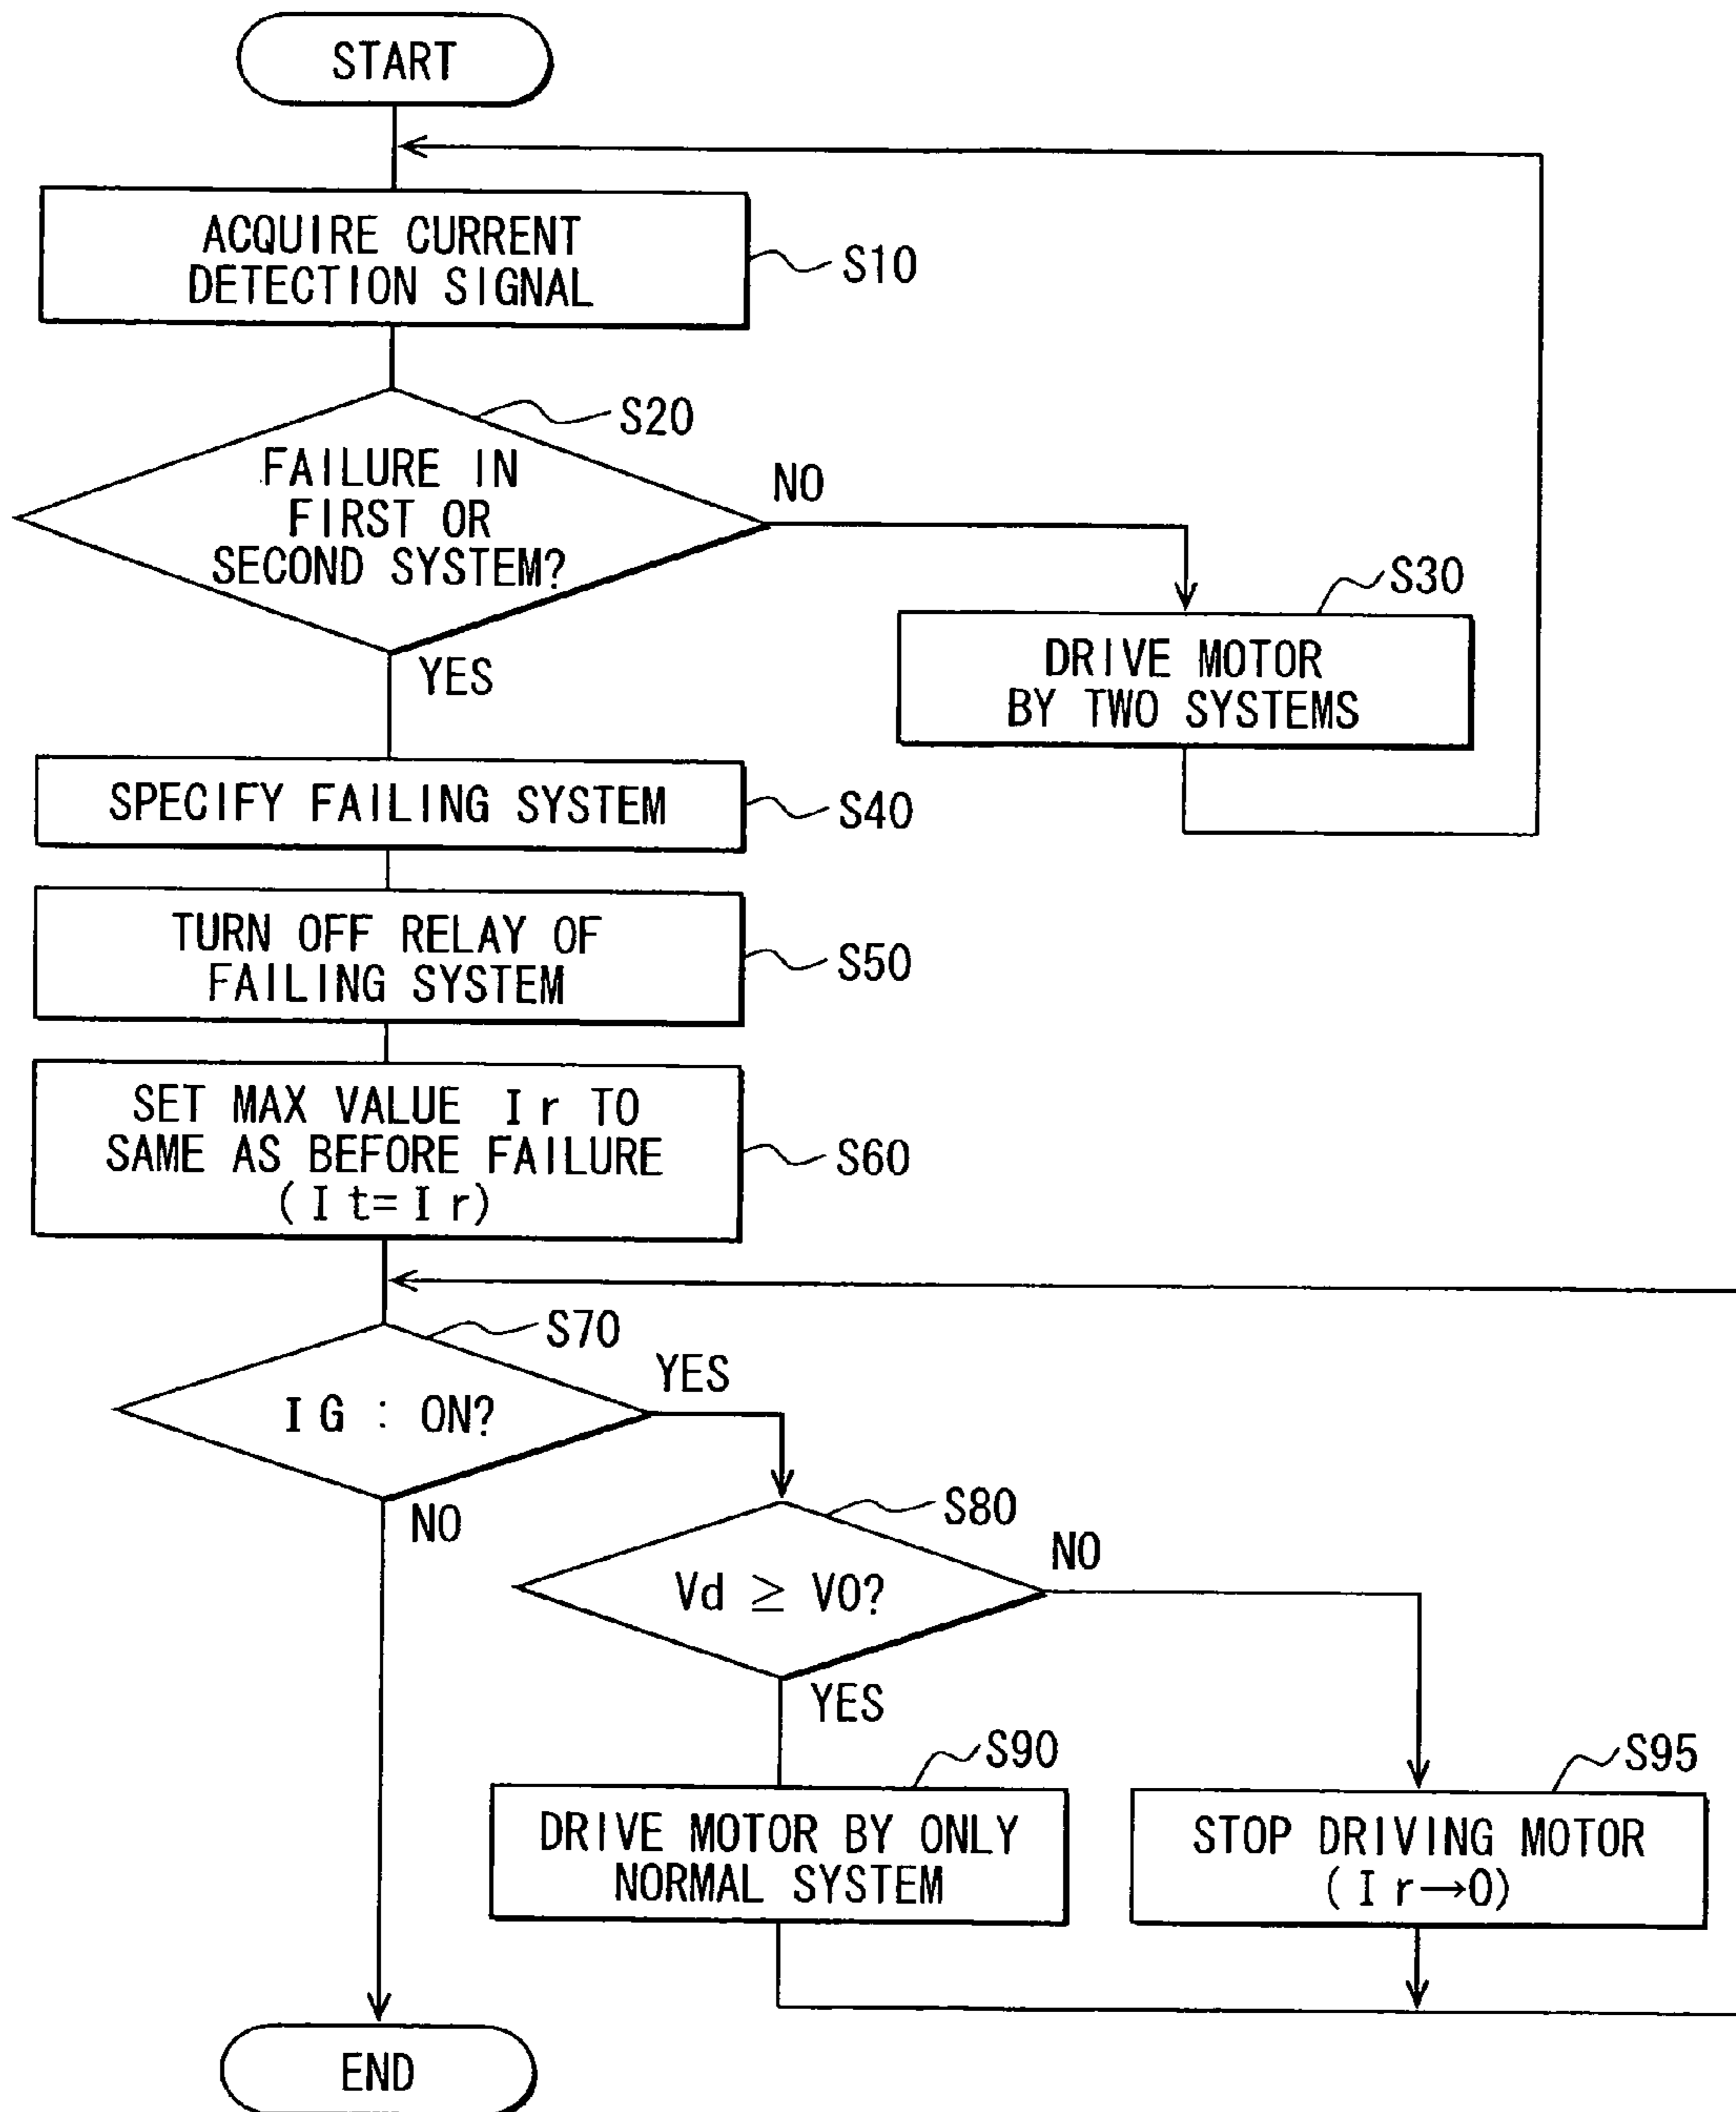 START
ACQUIRE CURRENT
DETECTION SIGNAL
S10
S20
FAILURE IN
FIRST OR
SECOND SYSTEM?
NO
YES
S30
DRIVE MOTOR
BY TWO SYSTEMS
SPECIFY FAILING SYSTEM
S40
TURN OFF RELAY OF
FAILING SYSTEM
S50
SET MAX VALUE Ir TO
SAME AS BEFORE FAILURE
(It=Ir)
S60
S70
IG : ON?
YES
NO
S80
Vd ≥ V0?
NO
YES
S90
DRIVE MOTOR BY ONLY
NORMAL SYSTEM
S95
STOP DRIVING MOTOR
(Ir→0)
END